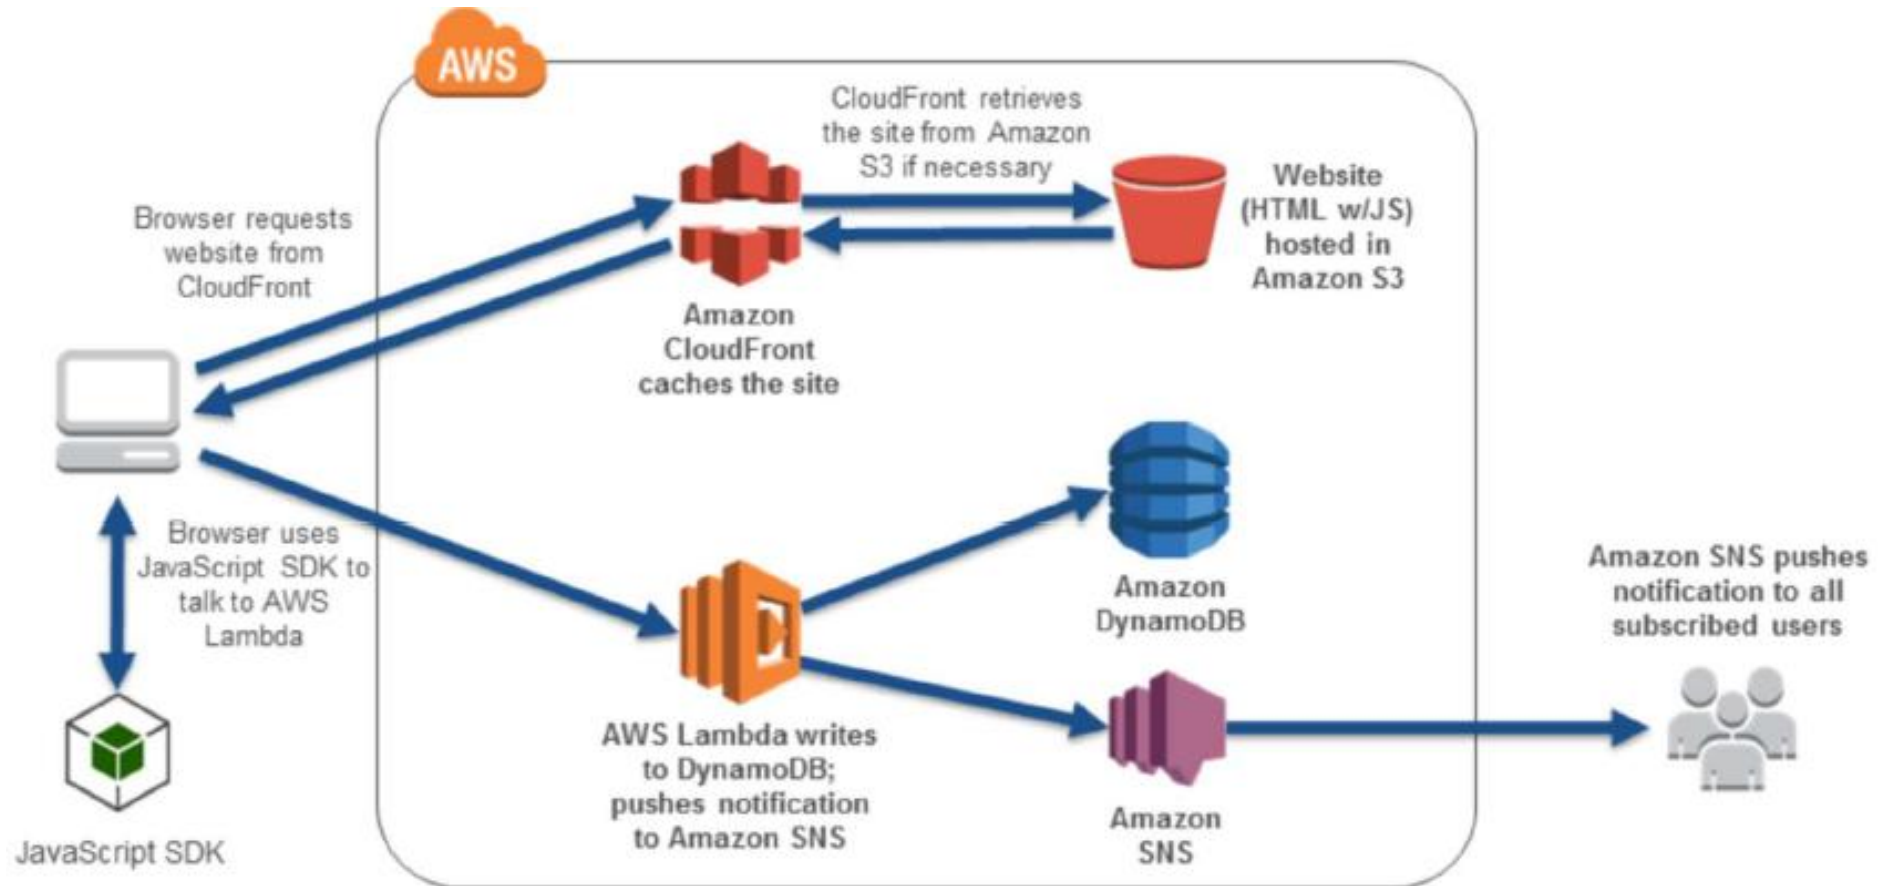 AWS
CloudFront retrieves
the site from Amazon
S3 if necessary
Website
(HTML w/JS)
hosted in
Amazon S3
Browser requests
website from
CloudFront
Amazon
CloudFront
caches the site
Browser uses
JavaScript SDK to
talk to AWS
Lambda
Amazon
DynamoDB
Amazon SNS pushes
notification to all
subscribed users
AWS Lambda writes
to DynamoDB;
pushes notification
to Amazon SNS
Amazon
SNS
JavaScript SDK